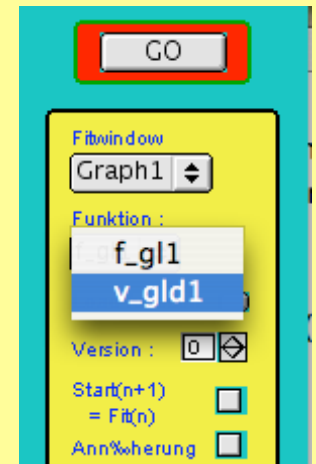 GO
Fitwindow
Graph1
Funktion :
f_gl1
v_gld1
Version : 0
Start(n+1)
= Fit(n)
Ann‰herung